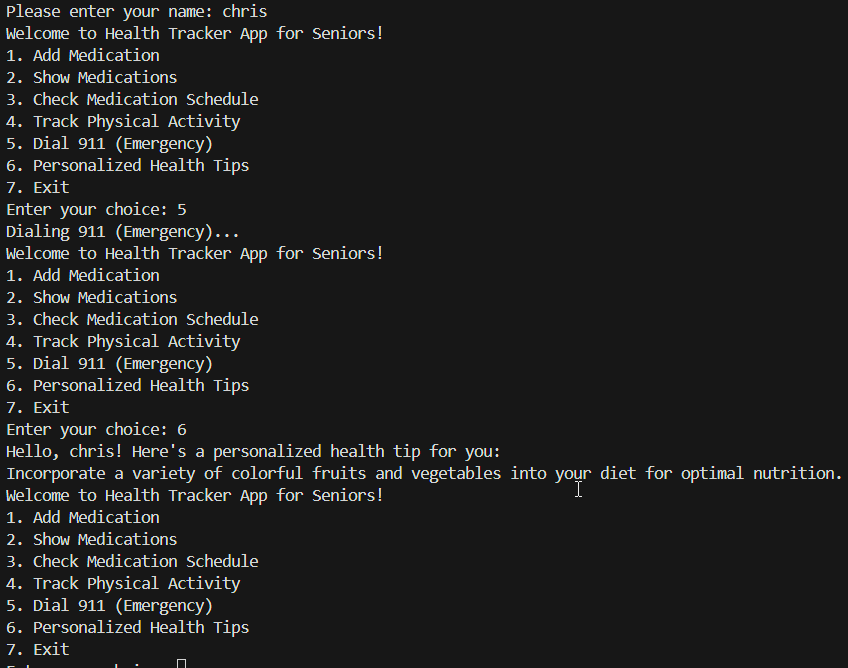 Please enter your name: chris
Welcome to Health Tracker App for Seniors!
1. Add Medication
2. Show Medications
3. Check Medication Schedule
4. Track Physical Activity
5. Dial 911 (Emergency)
6. Personalized Health Tips
7. Exit
Enter your choice: 5
Dialing 911 (Emergency)...
Welcome to Health Tracker App for Seniors!
1. Add Medication
2. Show Medications
3. Check Medication Schedule
4. Track Physical Activity
5. Dial 911 (Emergency)
6. Personalized Health Tips
7. Exit
Enter your choice: 6
Hello, chris! Here's a personalized health tip for you:
Incorporate a variety of colorful fruits and vegetables into your diet for optimal nutrition.
Welcome to Health Tracker App for Seniors!
1. Add Medication
2. Show Medications
3. Check Medication Schedule
4. Track Physical Activity
5. Dial 911 (Emergency)
6. Personalized Health Tips
7. Exit